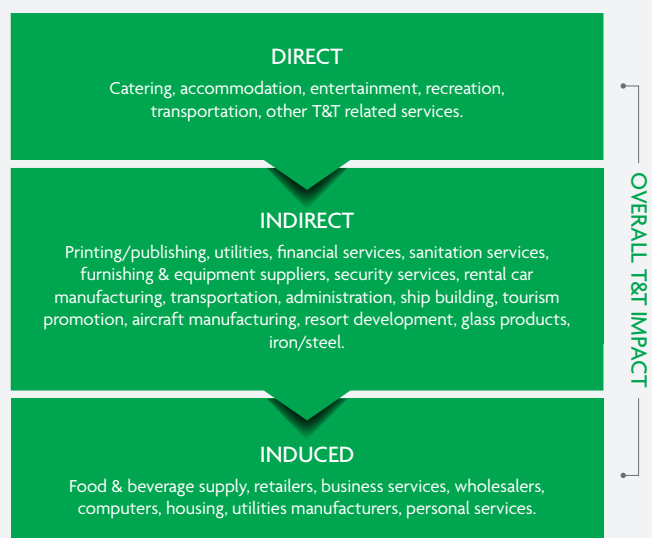 DIRECT
Catering, accommodation, entertainment, recreation,
transportation, other T&T related services.
INDIRECT
Printing/publishing, utilities, financial services, sanitation services,
furnishing & equipment suppliers, security services, rental car
manufacturing, transportation, administration, ship building, tourism
promotion, aircraft manufacturing, resort development, glass products,
iron/steel.
INDUCED
Food & beverage supply, retailers, business services, wholesalers,
computers, housing, utilities manufacturers, personal services.
OVERALL T&T IMPACT